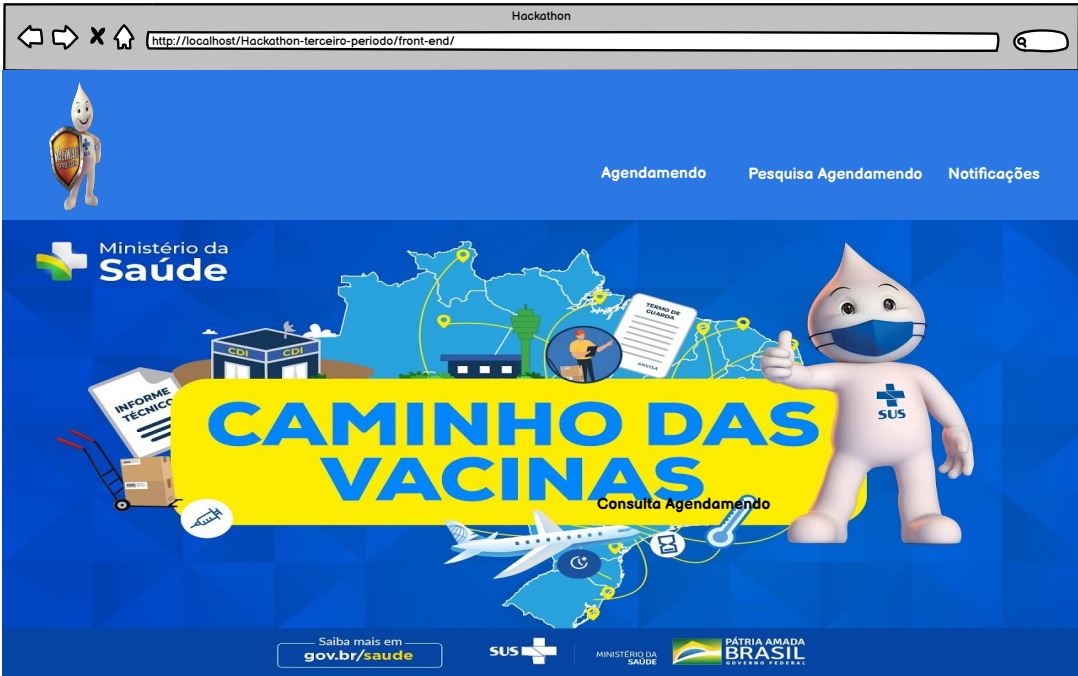 Hackathon
http://localhost/Hackathon-terceiro-periodo/front-end/
Agendamendo
Pesquisa Agendamendo
Notificações
Ministério da
Saúde
TERMO DE
GUARDA
ANVISA
CDI
CDI
INFORME
TÉCNICO
CAMINHO DAS
VACINAS
Consulta Agendamendo
SUS
Saiba mais em
gov.br/saude
SUS
MINISTÉRIO DA
SAÚDE
PÁTRIA AMADA
BRASIL
GOVERNO FEDERAL